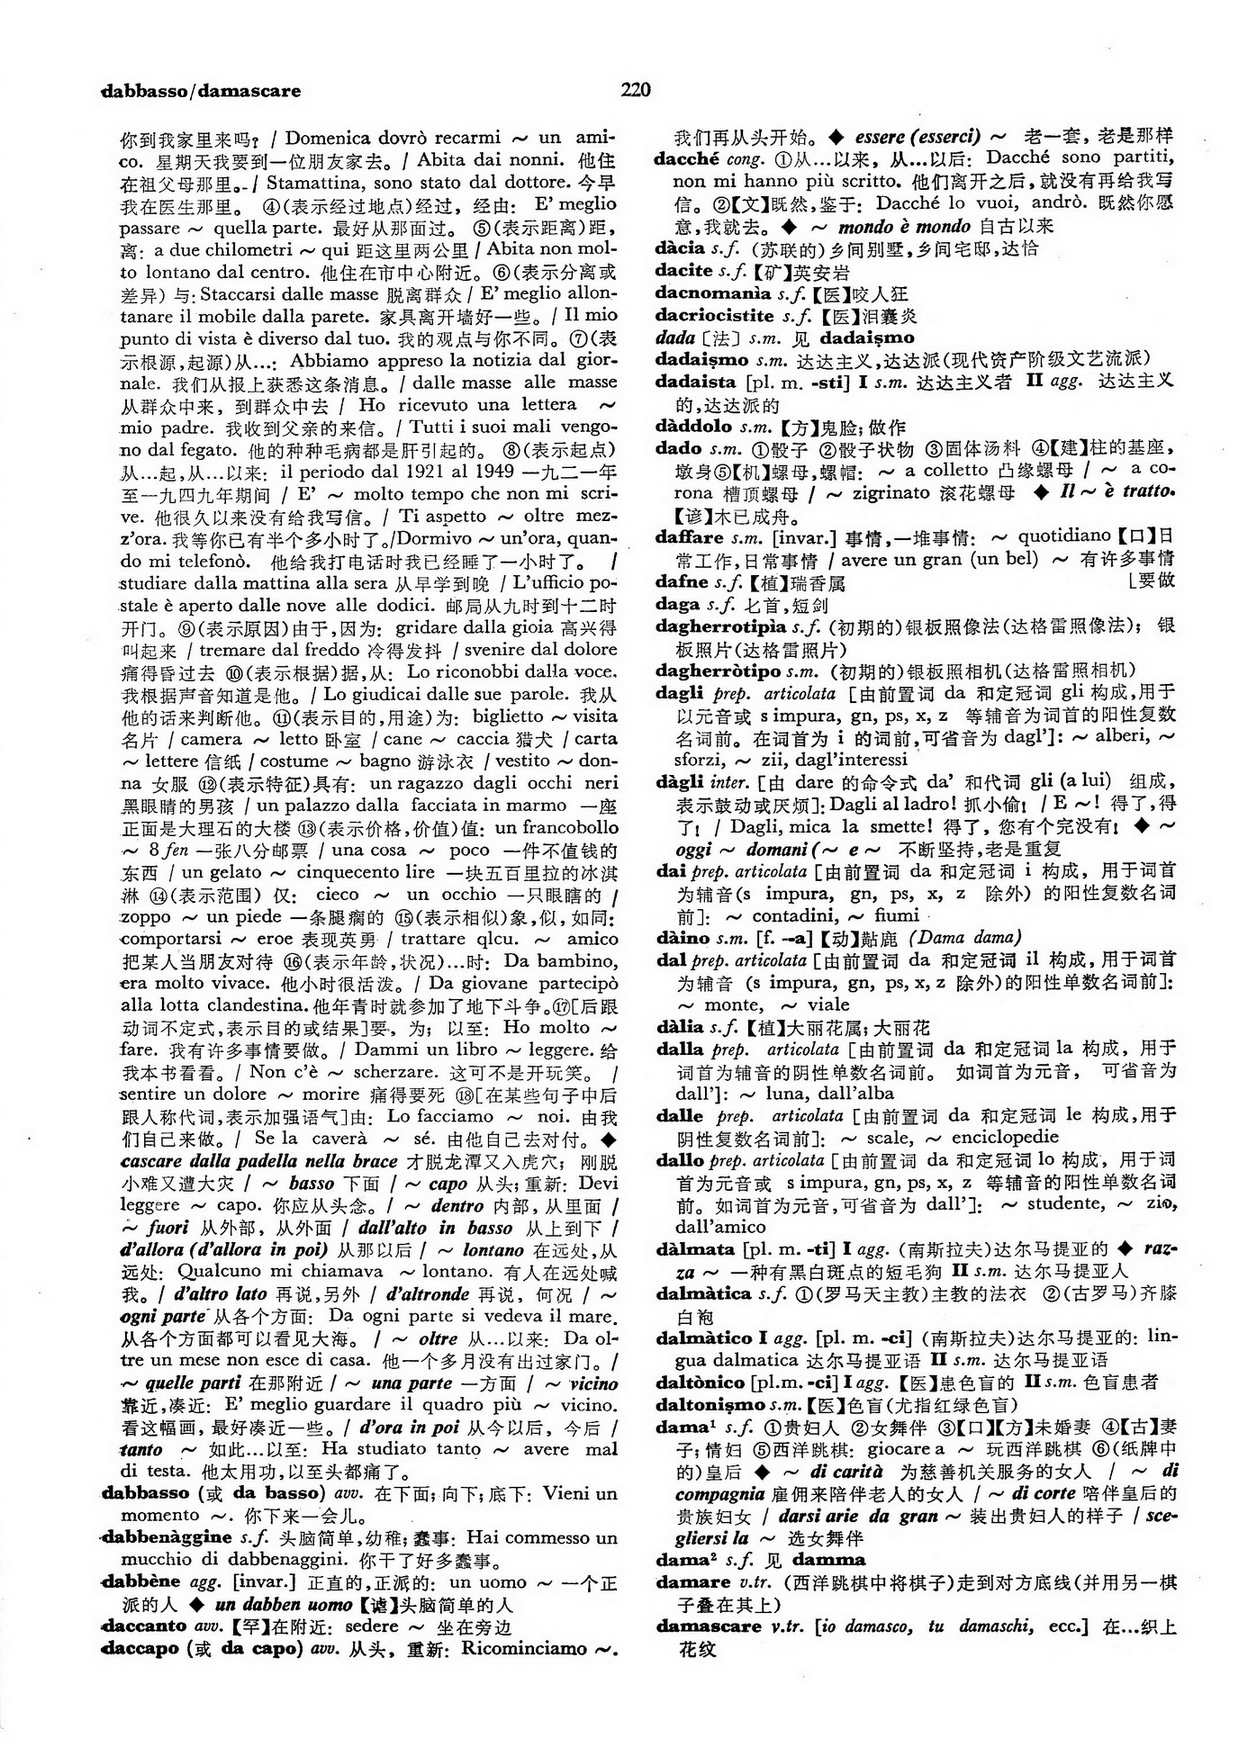 dabbasso/damascare
220
你到我家里来吗? / Domenica dovrò recarmi ~ un ami-
co. 星期天我要到一位朋友家去。/ Abita dai nonni. 他住
在祖父母那里。/ Stamattina, sono stato dal dottore. 今早
我在医生那里。 ④(表示经过地点)经过, 经由: E' meglio
passare ~ quella parte. 最好从那面过。 ⑤(表示距离)距,
离: a due chilometri ~ qui 距这里两公里 / Abita non mol-
to lontano dal centro. 他住在市中心附近。⑥(表示分离或
差异) 与: Staccarsi dalle masse 脱离群众 / E' meglio allon-
tanare il mobile dalla parete. 家具离开墙好一些。/ Il mio
punto di vista è diverso dal tuo. 我的观点与你不同。⑦(表
示根源,起源)从…: Abbiamo appreso la notizia dal gior-
nale. 我们从报上获悉这条消息。/ dalle masse alle masse
从群众中来, 到群众中去 / Ho ricevuto una lettera ~
mio padre. 我收到父亲的来信。/ Tutti i suoi mali vengo-
no dal fegato. 他的种种毛病都是肝引起的。 ⑧(表示起点)
从…起,从…以来: il periodo dal 1921 al 1949 一九二一年
至一九四九年期间 / E' ~ molto tempo che non mi scri-
ve. 他很久以来没有给我写信。/ Ti aspetto ~ oltre mez-
z'ora. 我等你已有半个多小时了。/Dormivo ~ un'ora, quan-
do mi telefonò. 他给我打电话时我已经睡了一小时了。 /
studiare dalla mattina alla sera 从早学到晚 / L'ufficio po-
stale è aperto dalle nove alle dodici. 邮局从九时到十二时
开门。⑨(表示原因)由于,因为: gridare dalla gioia 高兴得
叫起来 / tremare dal freddo 冷得发抖 / svenire dal dolore
痛得昏过去 ⑩(表示根据)据,从: Lo riconobbi dalla voce.
我根据声音知道是他。/ Lo giudicai dalle sue parole. 我从
他的话来判断他。⑪(表示目的,用途)为: biglietto ~ visita
名片 / camera ~ letto 卧室 / cane ~ caccia 猎犬 / carta
~ lettere 信纸 / costume ~ bagno 游泳衣 / vestito ~ don-
na 女服 ⑫(表示特征)具有: un ragazzo dagli occhi neri
黑眼睛的男孩 / un palazzo dalla facciata in marmo 一座
正面是大理石的大楼 ⑬(表示价格,价值)值: un francobollo
~ 8 fen 一张八分邮票 / una cosa ~ poco 一件不值钱的
东西 / un gelato ~ cinquecento lire 一块五百里拉的冰淇
淋 ⑭(表示范围) 仅: cieco ~ un occhio 一只眼瞎的 /
zoppo ~ un piede 一条腿瘸的 ⑮(表示相似)象,似,如同:
comportarsi ~ eroe 表现英勇 / trattare qlcu. ~ amico
把某人当朋友对待 ⑯(表示年龄,状况)…时: Da bambino,
era molto vivace. 他小时很活泼。/ Da giovane partecipò
alla lotta clandestina. 他年青时就参加了地下斗争。⑰[后跟
动词不定式,表示目的或结果]要, 为; 以至: Ho molto ~
fare. 我有许多事情要做。/ Dammi un libro ~ leggere. 给
我本书看看。/ Non c'è ~ scherzare. 这可不是开玩笑。 /
sentire un dolore ~ morire 痛得要死 ⑱[在某些句子中后
跟人称代词,表示加强语气]由: Lo facciamo ~ noi. 由我
们自己来做。/ Se la caverà ~ sé. 由他自己去对付。◆
cascare dalla padella nella brace 才脱龙潭又入虎穴; 刚脱
小难又遭大灾 / ~ basso 下面 / ~ capo 从头; 重新: Devi
leggere ~ capo. 你应从头念。/ ~ dentro 内部, 从里面 /
~ fuori 从外部, 从外面 / dall'alto in basso 从上到下 /
d'allora (d'allora in poi) 从那以后 / ~ lontano 在远处,从
远处: Qualcuno mi chiamava ~ lontano. 有人在远处喊
我。/ d'altro lato 再说,另外 / d'altronde 再说, 何况 / ~
ogni parte 从各个方面: Da ogni parte si vedeva il mare.
从各个方面都可以看见大海。 / ~ oltre 从…以来: Da ol-
tre un mese non esce di casa. 他一个多月没有出过家门。/
~ quelle parti 在那附近 / ~ una parte 一方面 / ~ vicino
靠近,凑近: E' meglio guardare il quadro più ~ vicino.
看这幅画, 最好凑近一些。/ d'ora in poi 从今以后, 今后 /
tanto ~ 如此…以至: Ha studiato tanto ~ avere mal
di testa. 他太用功,以至头都痛了。
dabbasso (或 da basso) avv. 在下面; 向下; 底下: Vieni un
momento ~. 你下来一会儿。
dabbenàggine s.f. 头脑简单,幼稚; 蠢事: Hai commesso un
mucchio di dabbenaggini. 你干了好多蠢事。
dabbène agg. [invar.] 正直的,正派的: un uomo ~ 一个正
派的人 ◆ un dabben uomo【谑】头脑简单的人
daccanto avv.【罕】在附近: sedere ~ 坐在旁边
daccapo (或 da capo) avv. 从头, 重新: Ricominciamo ~.
我们再从头开始。◆ essere (esserci) ~ 老一套, 老是那样
dacché cong. ①从…以来, 从…以后: Dacché sono partiti,
non mi hanno più scritto. 他们离开之后,就没有再给我写
信。②【文】既然,鉴于: Dacché lo vuoi, andrò. 既然你愿
意,我就去。◆ ~ mondo è mondo 自古以来
dàcia s.f. (苏联的)乡间别墅,乡间宅邸,达恰
dacite s.f.【矿】英安岩
dacnomanìa s.f.【医】咬人狂
dacriocistite s.f. 【医】泪囊炎
dada〔法〕s.m. 见 dadaiṣmo
dadaiṣmo s.m. 达达主义,达达派(现代资产阶级文艺流派)
dadaista [pl. m. -sti] I s.m. 达达主义者 II agg. 达达主义
的,达达派的
dàddolo s.m.【方】鬼脸; 做作
dado s.m. ①骰子 ②骰子状物 ③固体汤料 ④【建】柱的基座,
墩身⑤【机】螺母,螺帽: ~ a colletto 凸缘螺母 / ~ a co-
rona 槽顶螺母 / ~ zigrinato 滚花螺母 ◆ Il ~ è tratto.
【谚】木已成舟。
daffare s.m. [invar.] 事情,一堆事情: ~ quotidiano【口】日
常工作,日常事情 / avere un gran (un bel) ~ 有许多事情
dafne s.f.【植】瑞香属 ⌊要做
daga s.f. 匕首,短剑
dagherrotipìa s.f. (初期的)银板照像法(达格雷照像法); 银
板照片(达格雷照片)
dagherròtipo s.m. (初期的)银板照相机(达格雷照相机)
dagli prep. articolata [由前置词 da 和定冠词 gli 构成,用于
以元音或 s impura, gn, ps, x, z 等辅音为词首的阳性复数
名词前。在词首为 i 的词前,可省音为 dagl']: ~ alberi, ~
sforzi, ~ zii, dagl'interessi
dàgli inter. [由 dare 的命令式 da' 和代词 gli (a lui) 组成,
表示鼓动或厌烦]: Dagli al ladro! 抓小偷! / E ~! 得了,得
了! / Dagli, mica la smette! 得了, 您有个完没有! ◆ ~
oggi ~ domani (~ e ~ 不断坚持,老是重复
dai prep. articolata [由前置词 da 和定冠词 i 构成, 用于词首
为辅音(s impura, gn, ps, x, z 除外) 的阳性复数名词
前]: ~ contadini, ~ fiumi
dàino s.m. [f. -a]【动】黇鹿 (Dama dama)
dal prep. articolata [由前置词 da 和定冠词 il 构成,用于词首
为辅音 (s impura, gn, ps, x, z 除外)的阳性单数名词前]:
~ monte, ~ viale
dàlia s.f.【植】大丽花属; 大丽花
dalla prep. articolata [由前置词 da 和定冠词 la 构成, 用于
词首为辅音的阴性单数名词前。 如词首为元音, 可省音为
dall']: ~ luna, dall'alba
dalle prep. articolata [由前置词 da 和定冠词 le 构成,用于
阴性复数名词前]: ~ scale, ~ enciclopedie
dallo prep. articolata [由前置词 da 和定冠词 lo 构成, 用于词
首为元音或 s impura, gn, ps, x, z 等辅音的阳性单数名词
前。如词首为元音,可省音为 dall']: ~ studente, ~ zio,
dall'amico
dàlmata [pl. m. -ti] I agg. (南斯拉夫)达尔马提亚的 ◆ raz-
za ~ 一种有黑白斑点的短毛狗 II s.m. 达尔马提亚人
dalmàtica s.f. ①(罗马天主教)主教的法衣 ②(古罗马)齐膝
白袍
dalmàtico I agg. [pl. m. -ci] (南斯拉夫)达尔马提亚的: lin-
gua dalmatica 达尔马提亚语 II s.m. 达尔马提亚语
daltònico [pl.m. -ci] I agg.【医】患色盲的 II s.m. 色盲患者
daltoniṣmo s.m.【医】色盲(尤指红绿色盲)
dama¹ s.f. ①贵妇人 ②女舞伴 ③【口】【方】未婚妻 ④【古】妻
子; 情妇 ⑤西洋跳棋: giocare a ~ 玩西洋跳棋 ⑥(纸牌中
的)皇后 ◆ ~ di carità 为慈善机关服务的女人 / ~ di
compagnia 雇佣来陪伴老人的女人 / ~ di corte 陪伴皇后的
贵族妇女 / darsi arie da gran ~ 装出贵妇人的样子 / sce-
gliersi la ~ 选女舞伴
dama² s.f. 见 damma
damare v.tr. (西洋跳棋中将棋子)走到对方底线(并用另一棋
子叠在其上)
damascare v.tr. [io damasco, tu damaschi, ecc.] 在…织上
花纹